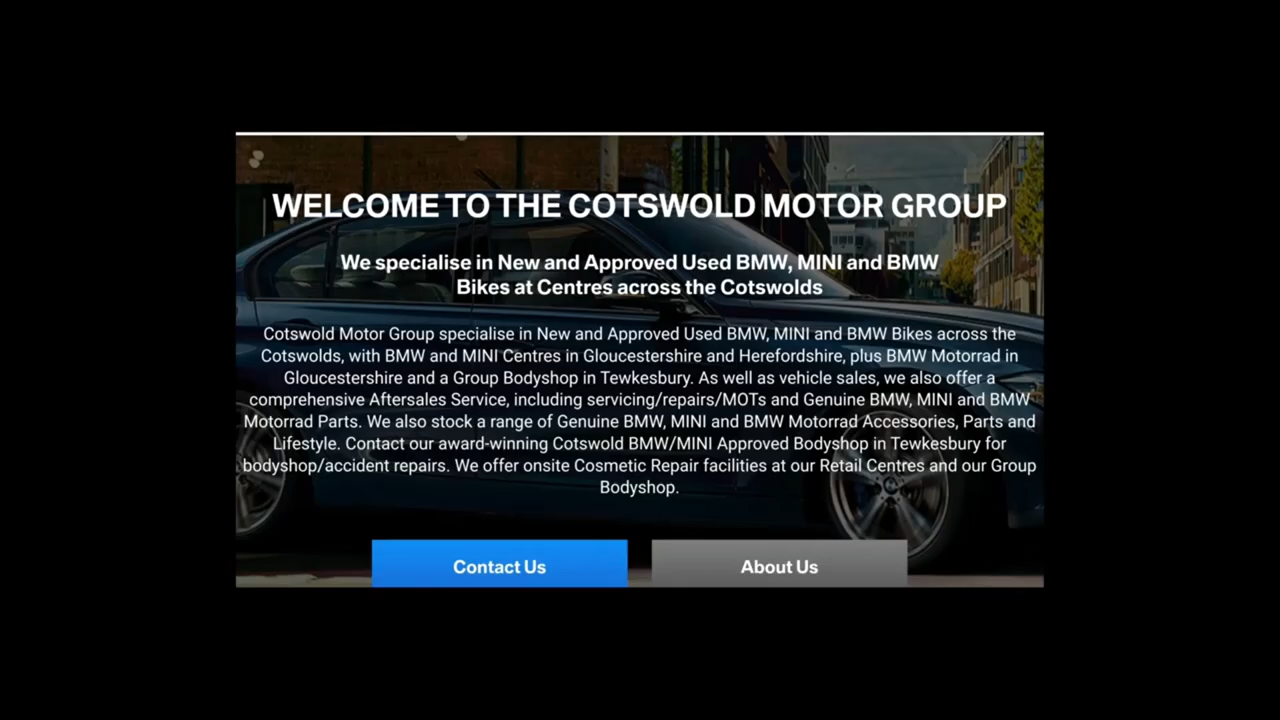 WELCOME TO THE COTSWOLD MOTOR GROUP
We specialise in New and Approved Used BMW, MINI and BMW
Bikes at Centres across the Cotswolds
Cotswold Motor Group specialise in New and Approved Used BMW, MINI and BMW Bikes across the
Cotswolds, with BMW and MINI Centres in Gloucestershire and Herefordshire, plus BMW Motorrad in
Gloucestershire and a Group Bodyshop in Tewkesbury. As well as vehicle sales, we also offer a
comprehensive Aftersales Service, including servicing/repairs/MOTs and Genuine BMW, MINI and BMW
Motorrad Parts. We also stock a range of Genuine BMW, MINI and BMW Motorrad Accessories, Parts and
Lifestyle. Contact our award-winning Cotswold BMW/MINI Approved Bodyshop in Tewkesbury for
bodyshop/accident repairs. We offer onsite Cosmetic Repair facilities at our Retail Centres and our Group
Bodyshop.
Contact Us
About Us